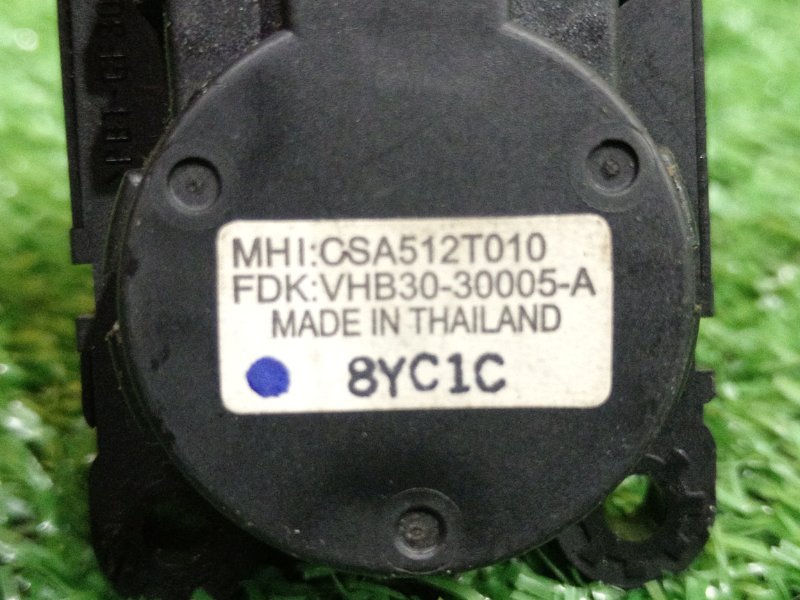 MHI:CSA512T010
FDK:VHB30-30005-A
MADE IN THAILAND
8YC1C